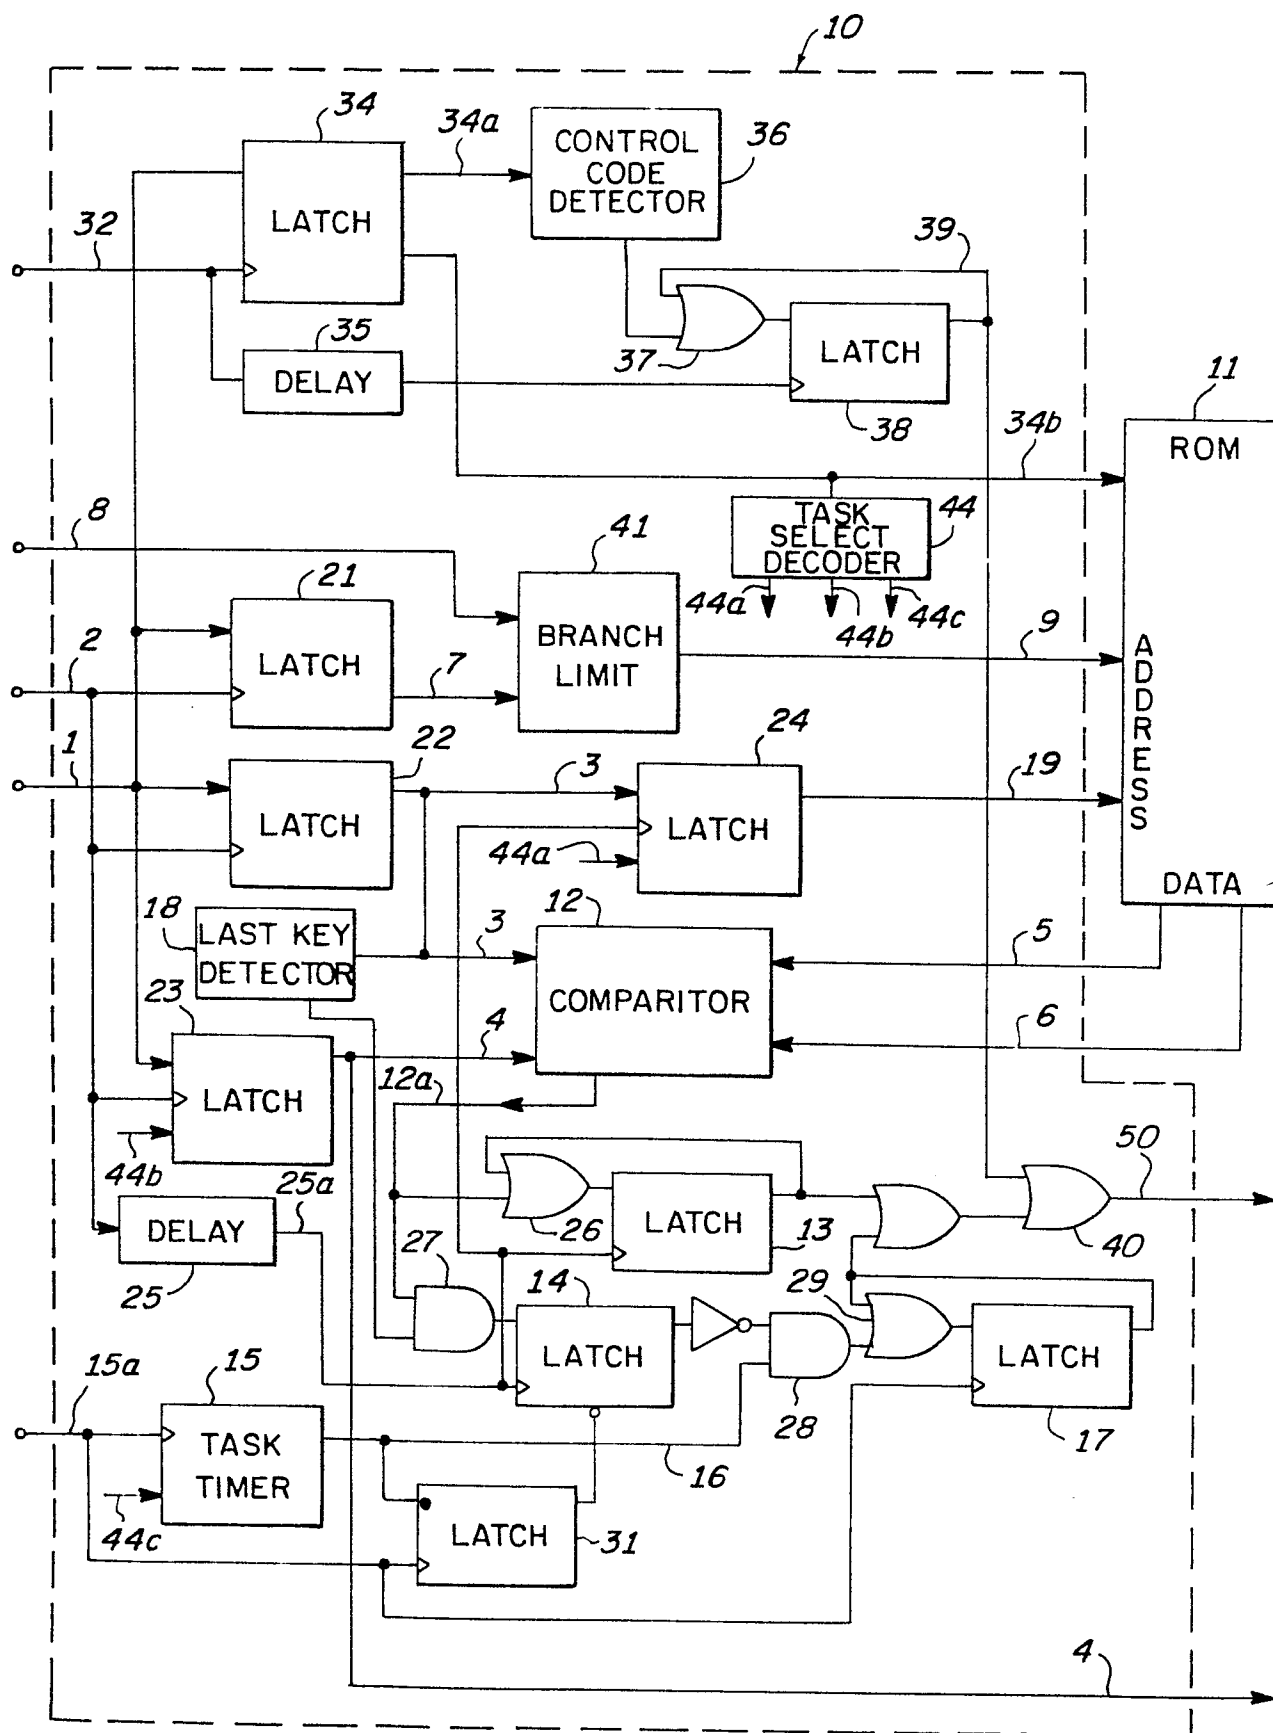 10
34
34a
CONTROL
CODE
DETECTOR
36
LATCH
32
39
35
DELAY
37
LATCH
38
11
ROM
34b
8
41
TASK
SELECT
DECODER
44
44a
44b
44c
21
LATCH
2
7
BRANCH
LIMIT
9
ADDRESS
1
22
LATCH
3
24
LATCH
19
44a
DATA
18
LAST KEY
DETECTOR
3
12
COMPARITOR
5
6
23
LATCH
4
12a
44b
25a
DELAY
25
26
LATCH
13
50
40
27
14
LATCH
29
28
LATCH
17
15a
15
TASK
TIMER
16
44c
LATCH
31
4